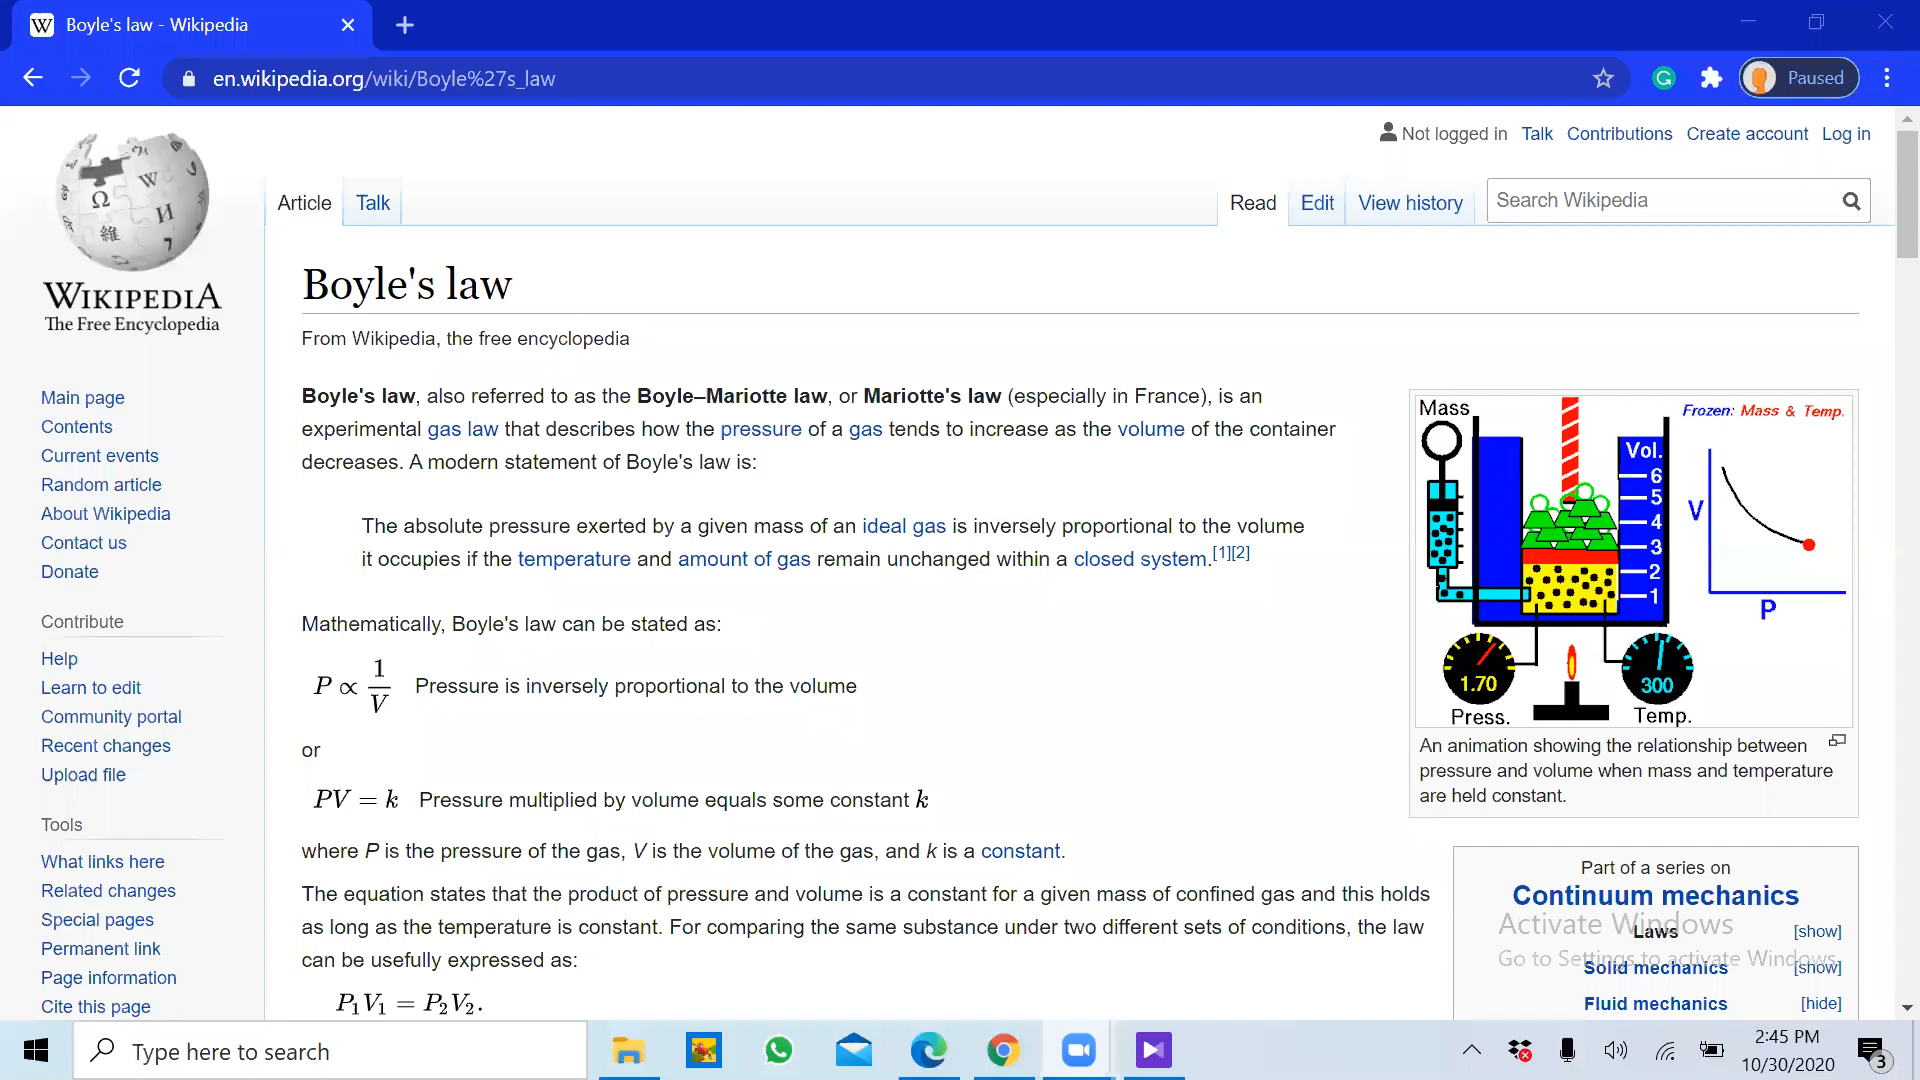 Boyle's law - Wikipedia
en.wikipedia.org/wiki/Boyle%27s_law
Paused
Not logged in Talk Contributions Create account Log in
Article Talk Read Edit View history Search Wikipedia
WIKIPEDIA
The Free Encyclopedia
Main page
Contents
Current events
Random article
About Wikipedia
Contact us
Donate
Contribute
Help
Learn to edit
Community portal
Recent changes
Upload file
Tools
What links here
Related changes
Special pages
Permanent link
Page information
Cite this page
Boyle's law
From Wikipedia, the free encyclopedia
Boyle's law, also referred to as the Boyle–Mariotte law, or Mariotte's law (especially in France), is an
experimental gas law that describes how the pressure of a gas tends to increase as the volume of the container
decreases. A modern statement of Boyle's law is:
The absolute pressure exerted by a given mass of an ideal gas is inversely proportional to the volume
it occupies if the temperature and amount of gas remain unchanged within a closed system.[1][2]
Mathematically, Boyle's law can be stated as:
P ∝ 1/V Pressure is inversely proportional to the volume
or
PV = k Pressure multiplied by volume equals some constant k
where P is the pressure of the gas, V is the volume of the gas, and k is a constant.
The equation states that the product of pressure and volume is a constant for a given mass of confined gas and this holds
as long as the temperature is constant. For comparing the same substance under two different sets of conditions, the law
can be usefully expressed as:
P₁V₁ = P₂V₂.
Mass
Frozen: Mass & Temp.
Vol.
6
5
4
3
2
1
V
P
1.70
300
Press.
Temp.
An animation showing the relationship between
pressure and volume when mass and temperature
are held constant.
Part of a series on
Continuum mechanics
Laws [show]
Solid mechanics [show]
Fluid mechanics [hide]
Activate Windows
Go to Settings to activate Windows.
Type here to search
2:45 PM
10/30/2020
3